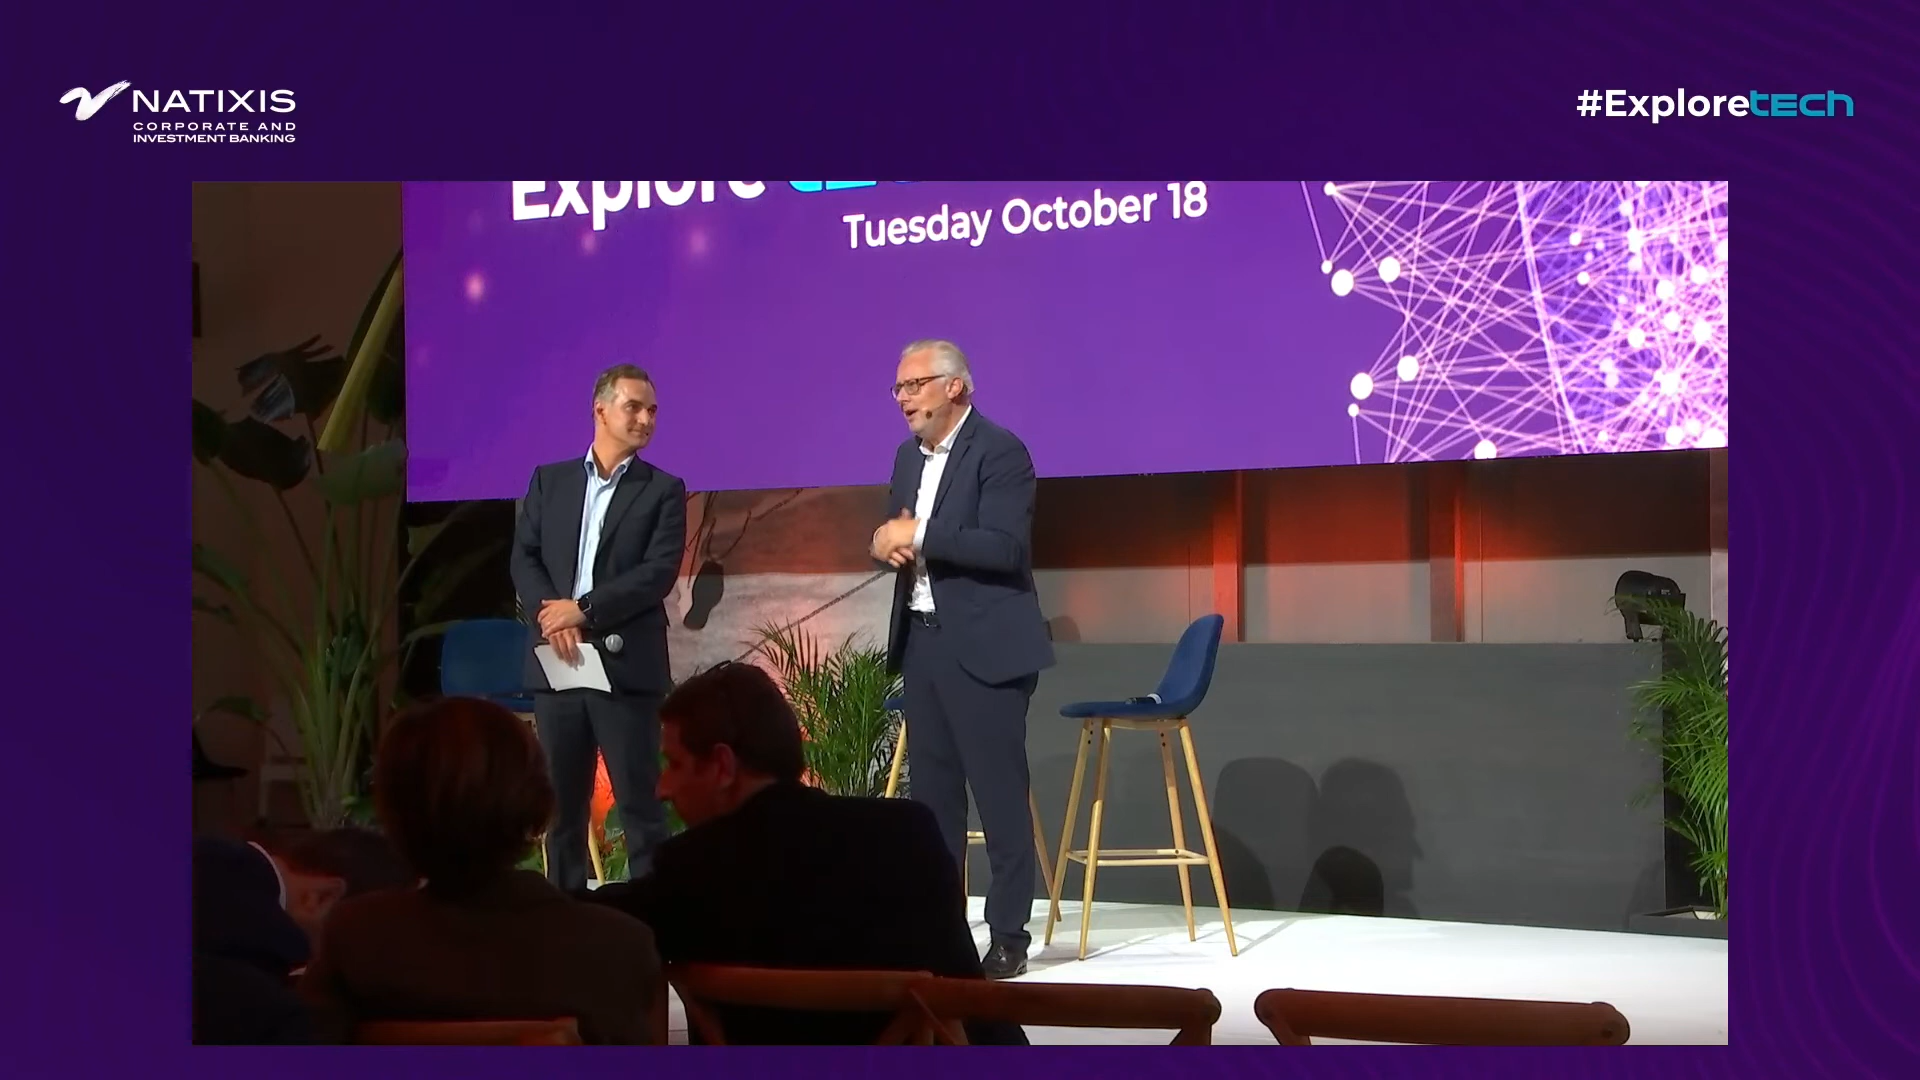 NATIXIS
CORPORATE AND
INVESTMENT BANKING
#Exploretech
Explore
Tuesday October 18